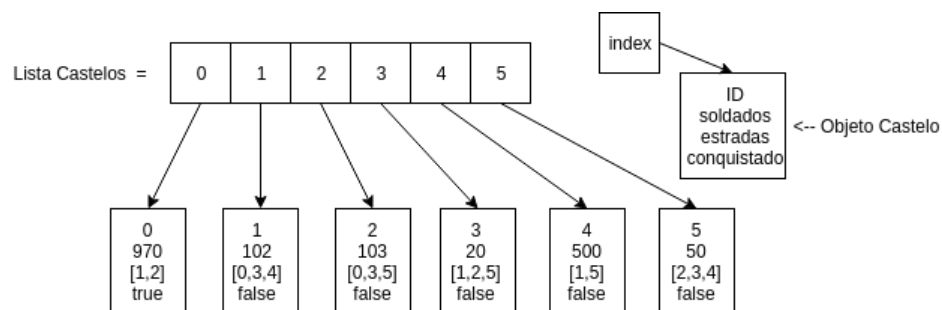 Lista Castelos = 0 1 2 3 4 5
index
ID
soldados
estradas
conquistado
<-- Objeto Castelo
0
970
[1,2]
true
1
102
[0,3,4]
false
2
103
[0,3,5]
false
3
20
[1,2,5]
false
4
500
[1,5]
false
5
50
[2,3,4]
false